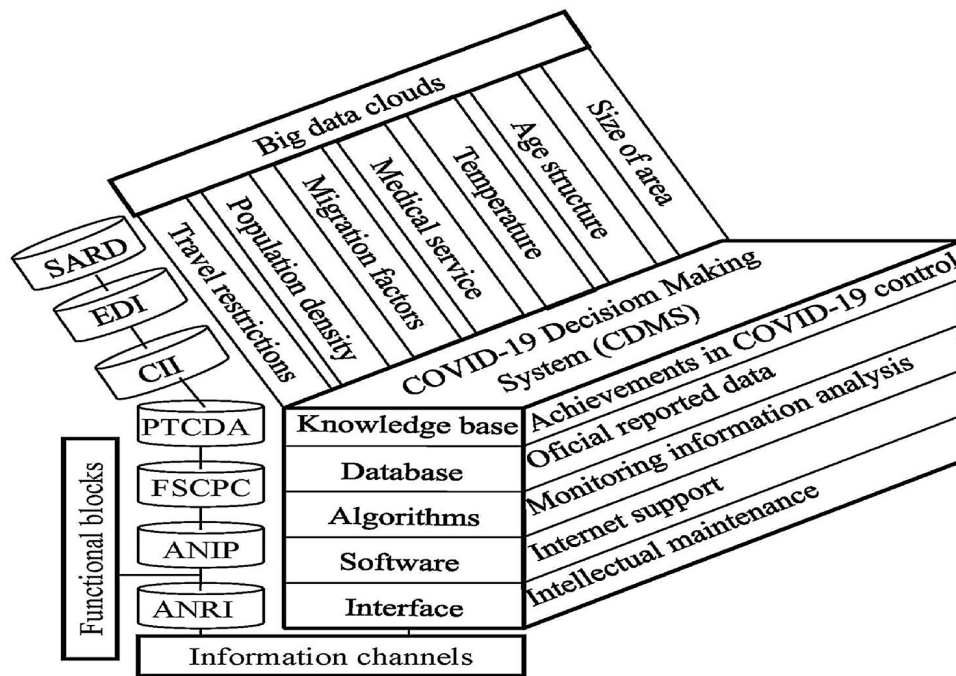 Big data clouds
Travel restrictions
Population density
Migration factors
Medical service
Temperature
Age structure
Size of area
SARD
EDI
CII
PTCDA
FSCPC
ANIP
ANRI
Functional blocks
COVID-19 Decisiom Making
System (CDMS)
Knowledge base
Database
Algorithms
Software
Interface
Achievements in COVID-19 control
Oficial reported data
Monitoring information analysis
Internet support
Intellectual maintenance
Information channels